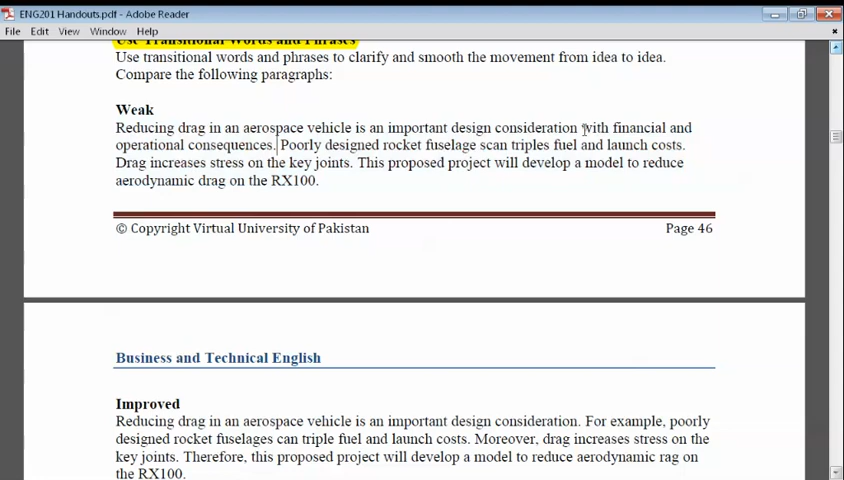 ENG201 Handouts.pdf - Adobe Reader
File Edit View Window Help
Use Transitional Words and Phrases
Use transitional words and phrases to clarify and smooth the movement from idea to idea.
Compare the following paragraphs:
Weak
Reducing drag in an aerospace vehicle is an important design consideration with financial and
operational consequences. Poorly designed rocket fuselage scan triples fuel and launch costs.
Drag increases stress on the key joints. This proposed project will develop a model to reduce
aerodynamic drag on the RX100.
© Copyright Virtual University of Pakistan Page 46
Business and Technical English
Improved
Reducing drag in an aerospace vehicle is an important design consideration. For example, poorly
designed rocket fuselages can triple fuel and launch costs. Moreover, drag increases stress on the
key joints. Therefore, this proposed project will develop a model to reduce aerodynamic rag on
the RX100.